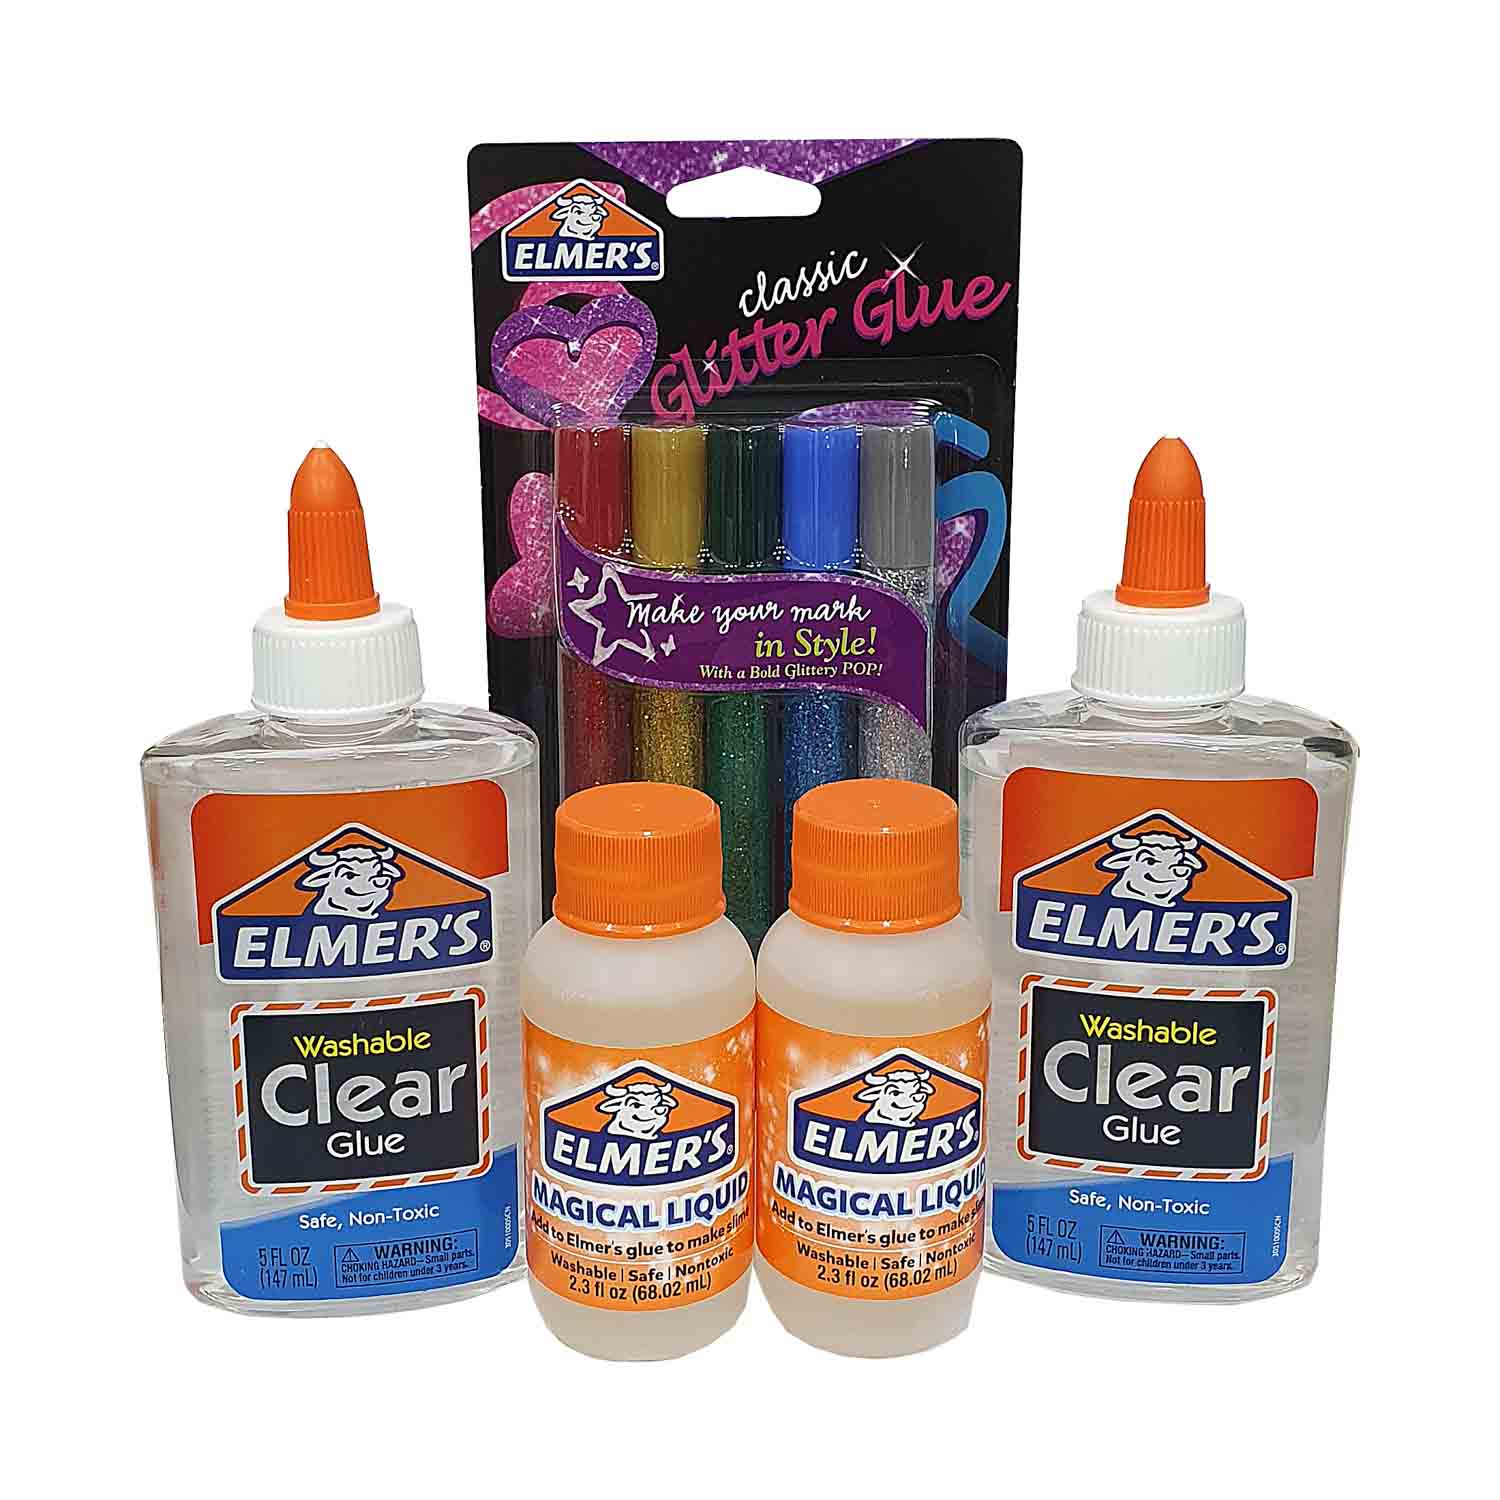 ELMER'S®
classic
Glitter Glue
Make your mark
in Style!
With a Bold Glittery POP!
ELMER'S®
Washable
Clear
Glue
Safe, Non-Toxic
5 FL OZ
(147 mL)
WARNING:
CHOKING HAZARD—Small parts.
Not for children under 3 years.
ELMER'S®
MAGICAL LIQUID
Add to Elmer's glue to make slime
Washable | Safe | Nontoxic
2.3 fl oz (68.02 mL)
ELMER'S
MAGICAL LIQUID
Add to Elmer's glue to make
Washable | Safe | Nontoxic
2.3 fl oz (68.02 mL)
ELMER'S®
Washable
Clear
Glue
Safe, Non-Toxic
5 FL OZ
(147 mL)
WARNING:
CHOKING HAZARD—Small parts.
Not for children under 3 years.